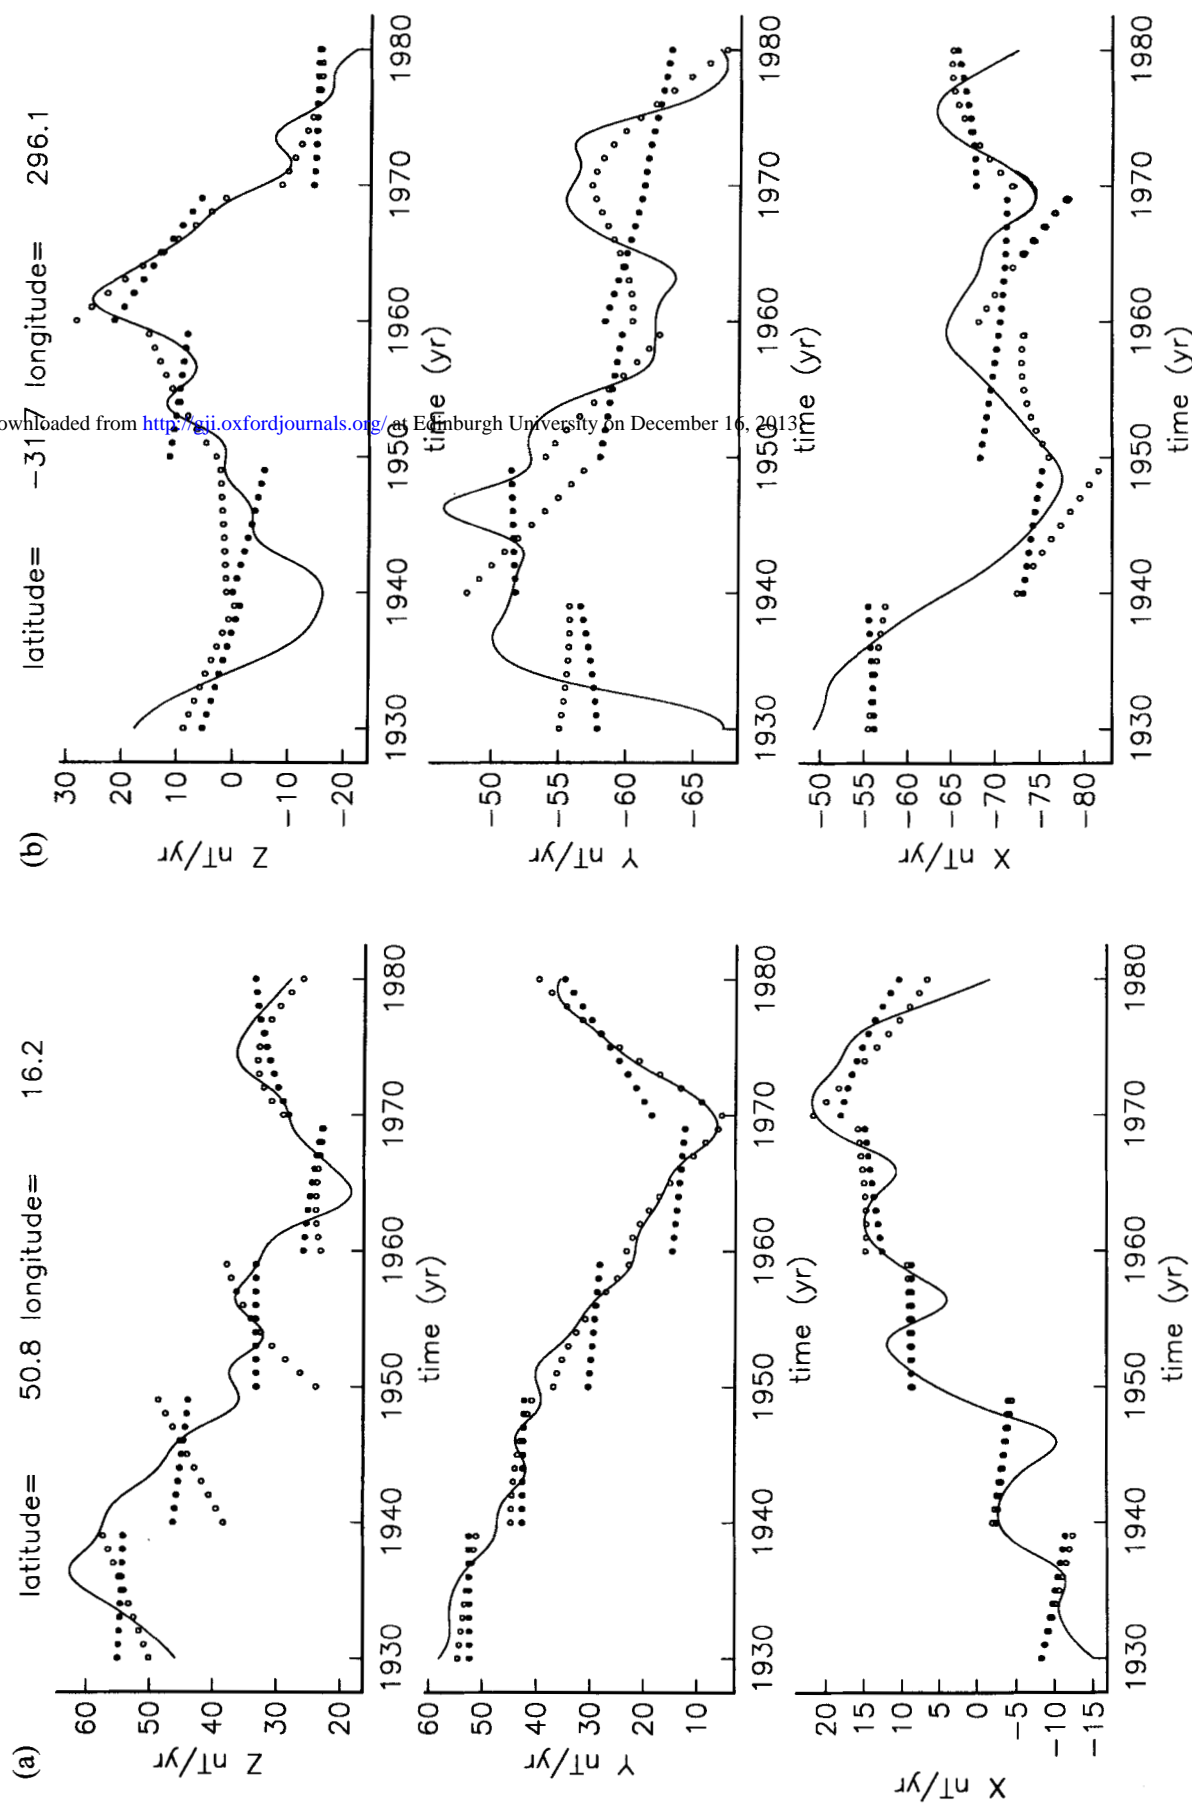 (a)
latitude= 50.8 longitude= 16.2
Z nT/yr
60
50
40
30
20
1930 1940 1950 1960 1970 1980
time (yr)
Y nT/yr
60
50
40
30
20
10
1930 1940 1950 1960 1970 1980
time (yr)
X nT/yr
20
15
10
5
0
−5
−10
−15
1930 1940 1950 1960 1970 1980
time (yr)
(b)
latitude= −31.7 longitude= 296.1
Z nT/yr
30
20
10
0
−10
−20
1930 1940 1950 1960 1970 1980
time (yr)
Y nT/yr
−50
−55
−60
−65
1930 1940 1950 1960 1970 1980
time (yr)
X nT/yr
−50
−55
−60
−65
−70
−75
−80
1930 1940 1950 1960 1970 1980
time (yr)
ownloaded from http://gji.oxfordjournals.org/ at Edinburgh University on December 16, 2013